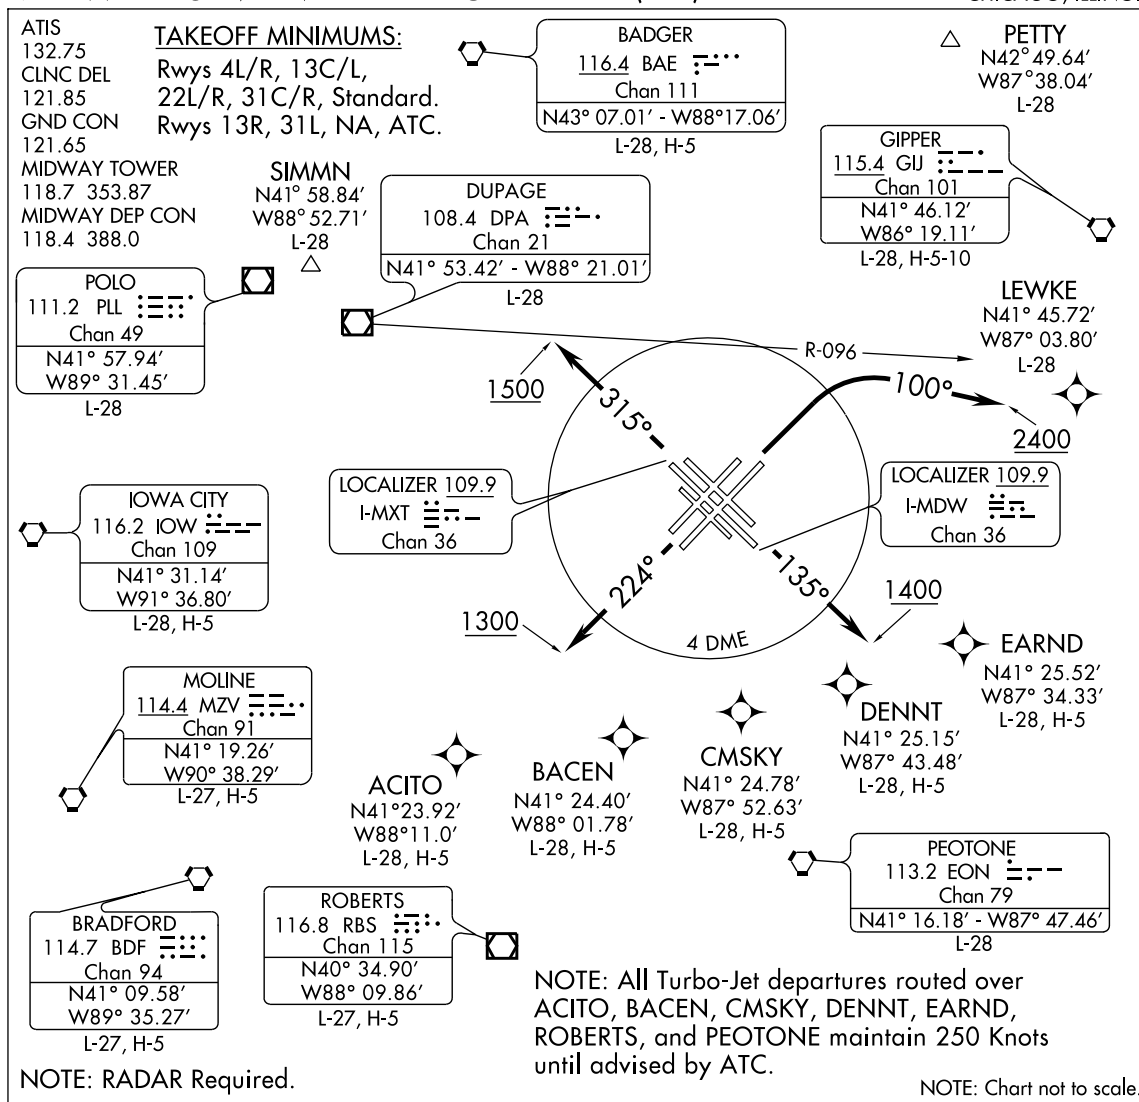 ATIS
132.75
CLNC DEL
121.85
GND CON
121.65
MIDWAY TOWER
118.7 353.87
MIDWAY DEP CON
118.4 388.0
TAKEOFF MINIMUMS:
Rwys 4L/R, 13C/L,
22L/R, 31C/R, Standard.
Rwys 13R, 31L, NA, ATC.
BADGER
116.4 BAE
Chan 111
N43° 07.01′ - W88°17.06′
L-28, H-5
PETTY
N42° 49.64′
W87° 38.04′
L-28
GIPPER
115.4 GIJ
Chan 101
N41° 46.12′
W86° 19.11′
L-28, H-5-10
SIMMN
N41° 58.84′
W88° 52.71′
L-28
DUPAGE
108.4 DPA
Chan 21
N41° 53.42′ - W88° 21.01′
L-28
POLO
111.2 PLL
Chan 49
N41° 57.94′
W89° 31.45′
L-28
LEWKE
N41° 45.72′
W87° 03.80′
L-28
R-096
1500
315°
100°
2400
LOCALIZER 109.9
I-MXT
Chan 36
LOCALIZER 109.9
I-MDW
Chan 36
IOWA CITY
116.2 IOW
Chan 109
N41° 31.14′
W91° 36.80′
L-28, H-5
224°
135°
1300
1400
4 DME
EARND
N41° 25.52′
W87° 34.33′
L-28, H-5
MOLINE
114.4 MZV
Chan 91
N41° 19.26′
W90° 38.29′
L-27, H-5
DENNT
N41° 25.15′
W87° 43.48′
L-28, H-5
CMSKY
N41° 24.78′
W87° 52.63′
L-28, H-5
BACEN
N41° 24.40′
W88° 01.78′
L-28, H-5
ACITO
N41°23.92′
W88°11.0′
L-28, H-5
PEOTONE
113.2 EON
Chan 79
N41° 16.18′ - W87° 47.46′
L-28
BRADFORD
114.7 BDF
Chan 94
N41° 09.58′
W89° 35.27′
L-27, H-5
ROBERTS
116.8 RBS
Chan 115
N40° 34.90′
W88° 09.86′
L-27, H-5
NOTE: All Turbo-Jet departures routed over
ACITO, BACEN, CMSKY, DENNT, EARND,
ROBERTS, and PEOTONE maintain 250 Knots
until advised by ATC.
NOTE: RADAR Required.
NOTE: Chart not to scale.